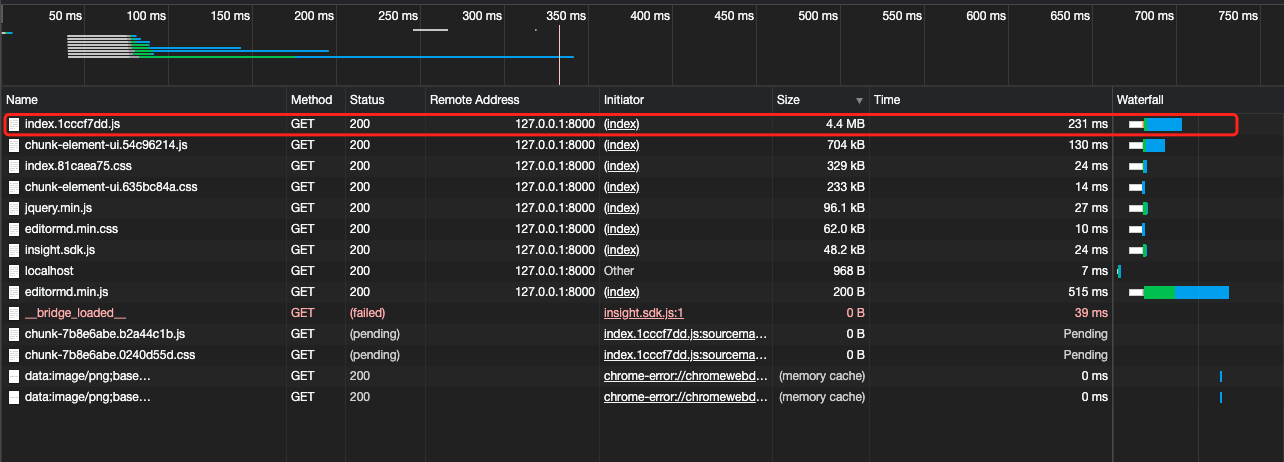 50 ms 100 ms 150 ms 200 ms 250 ms 300 ms 350 ms 400 ms 450 ms 500 ms 550 ms 600 ms 650 ms 700 ms 750 ms
Name Method Status Remote Address Initiator Size ▼ Time Waterfall
index.1cccf7dd.js GET 200 127.0.0.1:8000 (index) 4.4 MB 231 ms
chunk-element-ui.54c96214.js GET 200 127.0.0.1:8000 (index) 704 kB 130 ms
index.81caea75.css GET 200 127.0.0.1:8000 (index) 329 kB 24 ms
chunk-element-ui.635bc84a.css GET 200 127.0.0.1:8000 (index) 233 kB 14 ms
jquery.min.js GET 200 127.0.0.1:8000 (index) 96.1 kB 27 ms
editormd.min.css GET 200 127.0.0.1:8000 (index) 62.0 kB 10 ms
insight.sdk.js GET 200 127.0.0.1:8000 (index) 48.2 kB 24 ms
localhost GET 200 127.0.0.1:8000 Other 968 B 7 ms
editormd.min.js GET 200 127.0.0.1:8000 (index) 200 B 515 ms
__bridge_loaded__ GET (failed) insight.sdk.js:1 0 B 39 ms
chunk-7b8e6abe.b2a44c1b.js GET (pending) index.1cccf7dd.js:sourcema… 0 B Pending
chunk-7b8e6abe.0240d55d.css GET (pending) index.1cccf7dd.js:sourcema… 0 B Pending
data:image/png;base… GET 200 chrome-error://chromewebd… (memory cache) 0 ms
data:image/png;base… GET 200 chrome-error://chromewebd… (memory cache) 0 ms